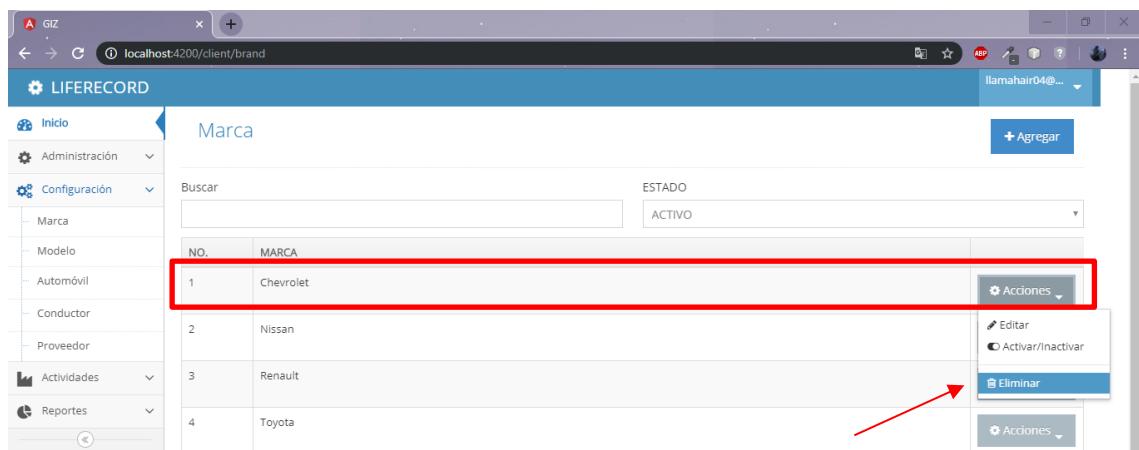 GIZ
localhost:4200/client/brand
ABP
LIFERECORD
llamahair04@...
Inicio
Administración
Configuración
Marca
Modelo
Automóvil
Conductor
Proveedor
Actividades
Reportes
Marca
+ Agregar
Buscar
ESTADO
ACTIVO
NO. MARCA
1 Chevrolet Acciones
Editar
2 Nissan
Activar/Inactivar
3 Renault
Eliminar
4 Toyota Acciones